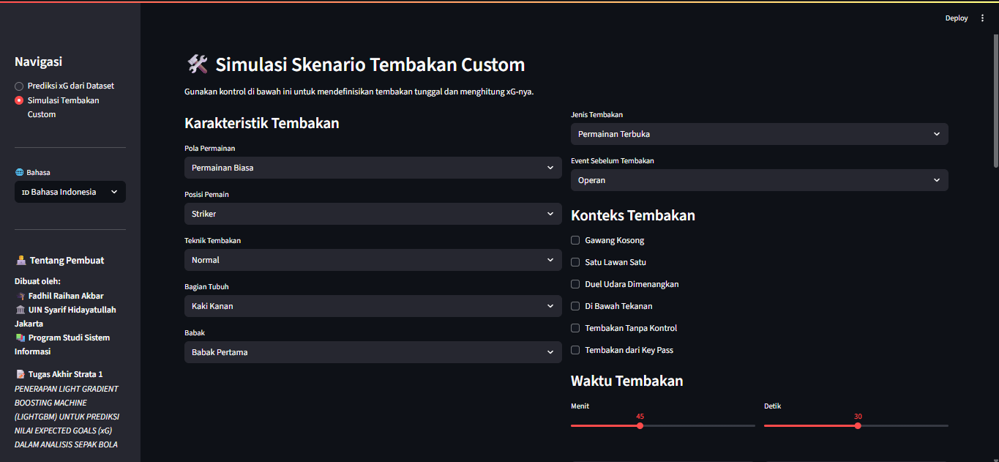 Deploy
Navigasi
Prediksi xG dari Dataset
Simulasi Tembakan
Custom
Bahasa
ID Bahasa Indonesia
Tentang Pembuat
Dibuat oleh:
Fadhil Raihan Akbar
UIN Syarif Hidayatullah
Jakarta
Program Studi Sistem
Informasi
Tugas Akhir Strata 1
PENERAPAN LIGHT GRADIENT
BOOSTING MACHINE
(LIGHTGBM) UNTUK PREDIKSI
NILAI EXPECTED GOALS (xG)
DALAM ANALISIS SEPAK BOLA
Simulasi Skenario Tembakan Custom
Gunakan kontrol di bawah ini untuk mendefinisikan tembakan tunggal dan menghitung xG-nya.
Karakteristik Tembakan
Pola Permainan
Permainan Biasa
Posisi Pemain
Striker
Teknik Tembakan
Normal
Bagian Tubuh
Kaki Kanan
Babak
Babak Pertama
Jenis Tembakan
Permainan Terbuka
Event Sebelum Tembakan
Operan
Konteks Tembakan
Gawang Kosong
Satu Lawan Satu
Duel Udara Dimenangkan
Di Bawah Tekanan
Tembakan Tanpa Kontrol
Tembakan dari Key Pass
Waktu Tembakan
Menit
45
Detik
30